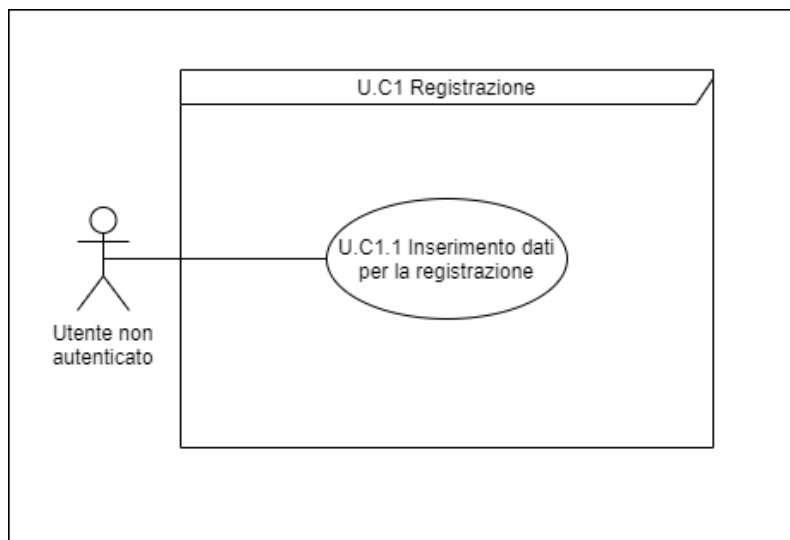 U.C1 Registrazione
U.C1.1 Inserimento dati
per la registrazione
Utente non
autenticato